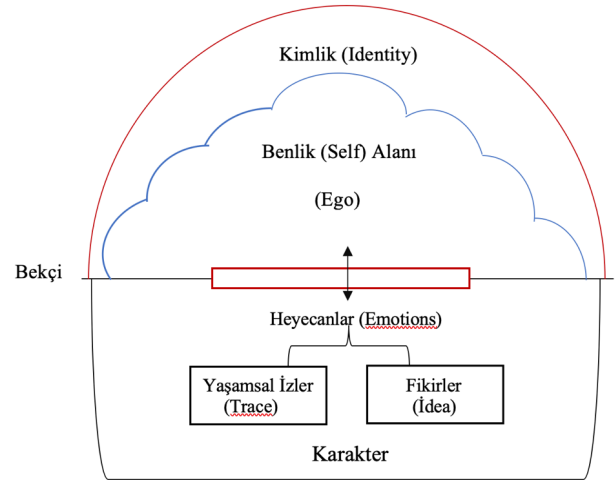 Kimlik (Identity)
Benlik (Self) Alanı
(Ego)
Bekçi
Heyecanlar (Emotions)
Yaşamsal İzler
(Trace)
Fikirler
(İdea)
Karakter